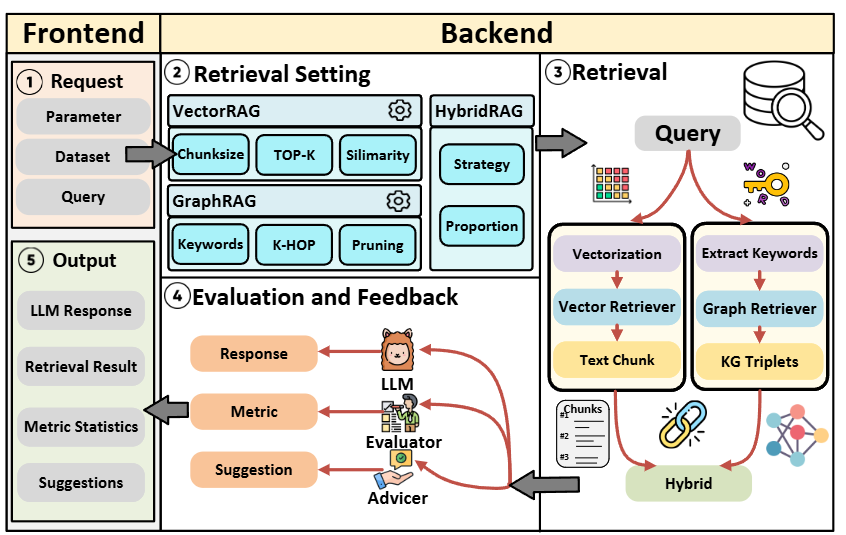 Frontend
Backend
1 Request
Parameter
Dataset
Query
2 Retrieval Setting
VectorRAG
Chunksize
TOP-K
Silimarity
GraphRAG
Keywords
K-HOP
Pruning
HybridRAG
Strategy
Proportion
3 Retrieval
Query
WORD
Vectorization
Vector Retriever
Text Chunk
Extract Keywords
Graph Retriever
KG Triplets
Chunks
#1
#2
#3
Hybrid
4 Evaluation and Feedback
Response
LLM
Metric
Evaluator
Suggestion
Advicer
5 Output
LLM Response
Retrieval Result
Metric Statistics
Suggestions